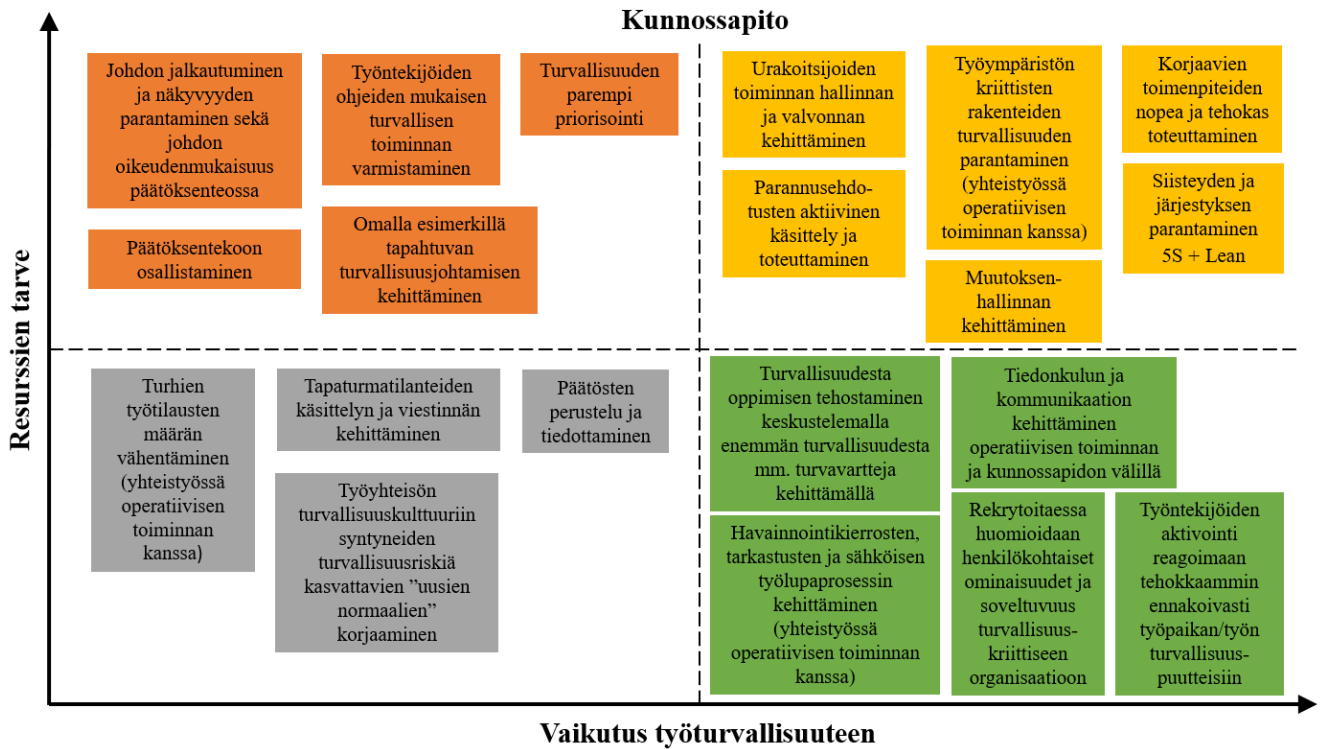 Kunnossapito
Resurssien tarve
Johdon jalkautuminen
ja näkyvyyden
parantaminen sekä
johdon
oikeudenmukaisuus
päätöksenteossa
Työntekijöiden
ohjeiden mukaisen
turvallisen
toiminnan
varmistaminen
Turvallisuuden
parempi
priorisointi
Päätöksentekoon
osallistaminen
Omalla esimerkillä
tapahtuvan
turvallisuusjohtamisen
kehittäminen
Urakoitsijoiden
toiminnan hallinnan
ja valvonnan
kehittäminen
Työympäristön
kriittisten
rakenteiden
turvallisuuden
parantaminen
(yhteistyössä
operatiivisen
toiminnan kanssa)
Korjaavien
toimenpiteiden
nopea ja tehokas
toteuttaminen
Parannusehdo-
tusten aktiivinen
käsittely ja
toteuttaminen
Siisteyden ja
järjestyksen
parantaminen
5S + Lean
Muutoksen-
hallinnan
kehittäminen
Turhien
työtilausten
määrän
vähentäminen
(yhteistyössä
operatiivisen
toiminnan
kanssa)
Tapaturmatilanteiden
käsittelyn ja viestinnän
kehittäminen
Päätösten
perustelu ja
tiedottaminen
Työyhteisön
turvallisuuskulttuuriin
syntyneiden
turvallisuusriskiä
kasvattavien ”uusien
normaalien”
korjaaminen
Turvallisuudesta
oppimisen tehostaminen
keskustelemalla
enemmän turvallisuudesta
mm. turvavartteja
kehittämällä
Tiedonkulun ja
kommunikaation
kehittäminen
operatiivisen toiminnan
ja kunnossapidon välillä
Havainnointikierrosten,
tarkastusten ja sähköisen
työlupaprosessin
kehittäminen
(yhteistyössä
operatiivisen toiminnan
kanssa)
Rekrytoitaessa
huomioidaan
henkilökohtaiset
ominaisuudet ja
soveltuvuus
turvallisuus-
kriittiseen
organisaatioon
Työntekijöiden
aktivointi
reagoimaan
tehokkaammin
ennakoivasti
työpaikan/työn
turvallisuus-
puutteisiin
Vaikutus työturvallisuuteen